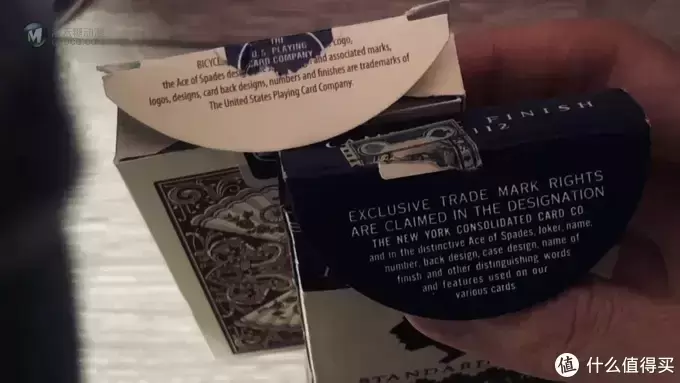 THE
U.S. PLAYING
CARD COMPANY
BICYCLE
Logo,
and associated marks,
the Ace of Spades
logos, designs, card back designs, numbers and finishes are trademarks of
The United States Playing Card Company.
FINISH
112
EXCLUSIVE TRADE MARK RIGHTS
ARE CLAIMED IN THE DESIGNATION
THE NEW YORK CONSOLIDATED CARD CO.
and in the distinctive Ace of Spades, Joker, name,
number, back design, case design, name of
finish and other distinguishing words
and features used on our
various cards
STANDARD
值 什么值得买